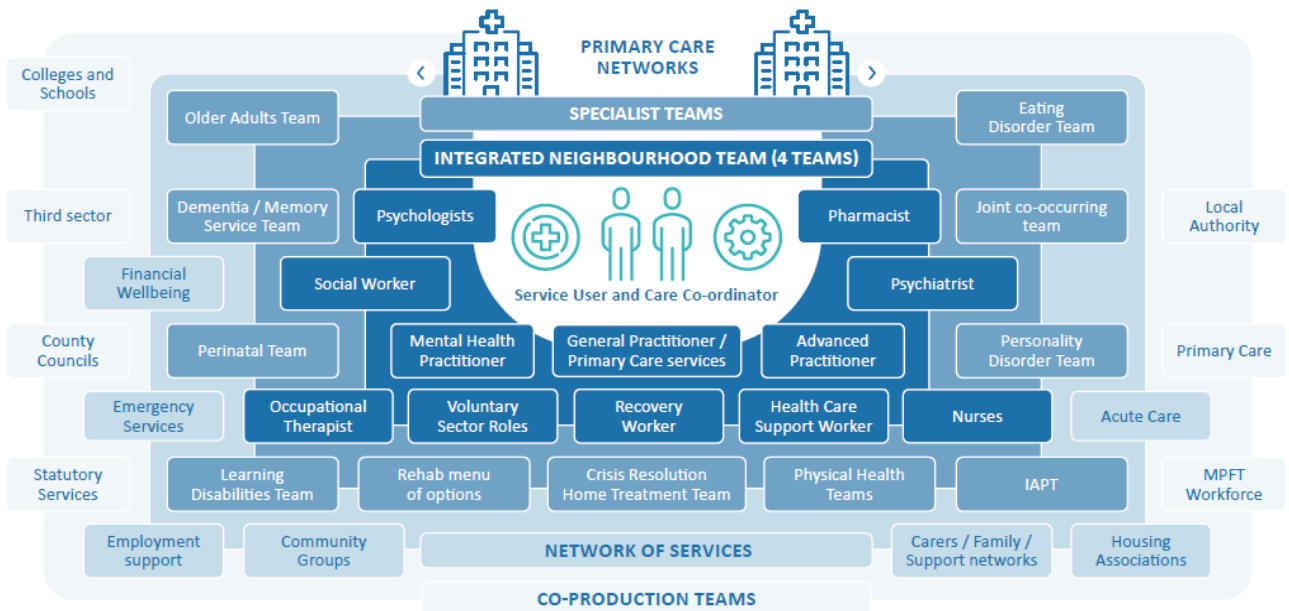 PRIMARY CARE
NETWORKS
Colleges and
Schools
Older Adults Team
SPECIALIST TEAMS
Eating
Disorder Team
INTEGRATED NEIGHBOURHOOD TEAM (4 TEAMS)
Third sector
Dementia / Memory
Service Team
Psychologists
Pharmacist
Joint co-occurring
team
Local
Authority
Financial
Wellbeing
Social Worker
Service User and Care Co-ordinator
Psychiatrist
County
Councils
Perinatal Team
Mental Health
Practitioner
General Practitioner /
Primary Care services
Advanced
Practitioner
Personality
Disorder Team
Primary Care
Emergency
Services
Occupational
Therapist
Voluntary
Sector Roles
Recovery
Worker
Health Care
Support Worker
Nurses
Acute Care
Statutory
Services
Learning
Disabilities Team
Rehab menu
of options
Crisis Resolution
Home Treatment Team
Physical Health
Teams
IAPT
MPFT
Workforce
Employment
support
Community
Groups
NETWORK OF SERVICES
Carers / Family /
Support networks
Housing
Associations
CO-PRODUCTION TEAMS